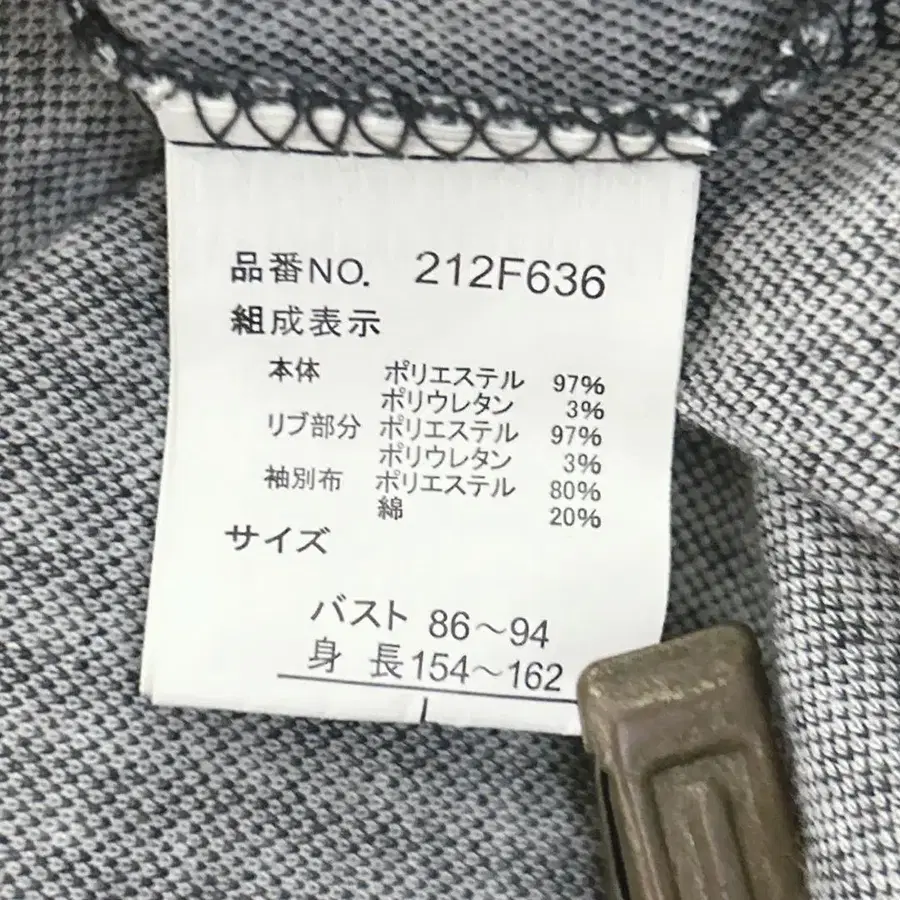 品番NO. 212F636
組成表示
本体 ポリエステル 97%
ポリウレタン 3%
リブ部分 ポリエステル 97%
ポリウレタン 3%
袖別布 ポリエステル 80%
綿 20%
サイズ
バスト 86～94
身 長 154～162